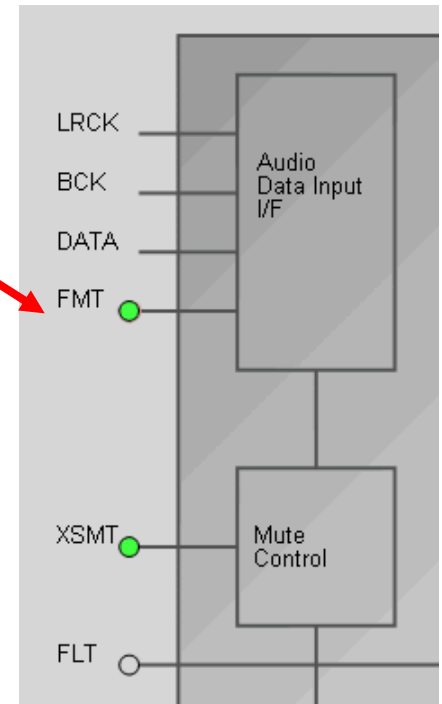 LRCK
BCK
DATA
FMT
Audio
Data Input
I/F
XSMT
Mute
Control
FLT